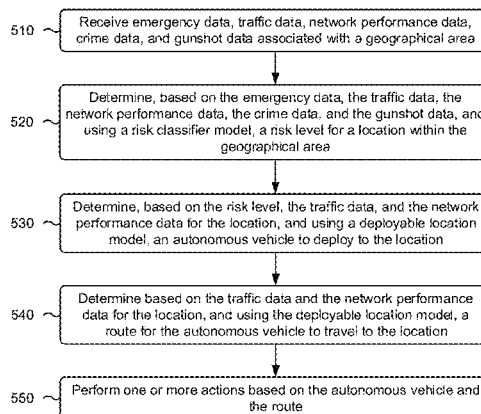 510
Receive emergency data, traffic data, network performance data,
crime data, and gunshot data associated with a geographical area
520
Determine, based on the emergency data, the traffic data, the
network performance data, the crime data, and the gunshot data, and
using a risk classifier model, a risk level for a location within the
geographical area
530
Determine, based on the risk level, the traffic data, and the network
performance data for the location, and using a deployable location
model, an autonomous vehicle to deploy to the location
540
Determine based on the traffic data and the network performance
data for the location, and using the deployable location model, a
route for the autonomous vehicle to travel to the location
550
Perform one or more actions based on the autonomous vehicle and
the route